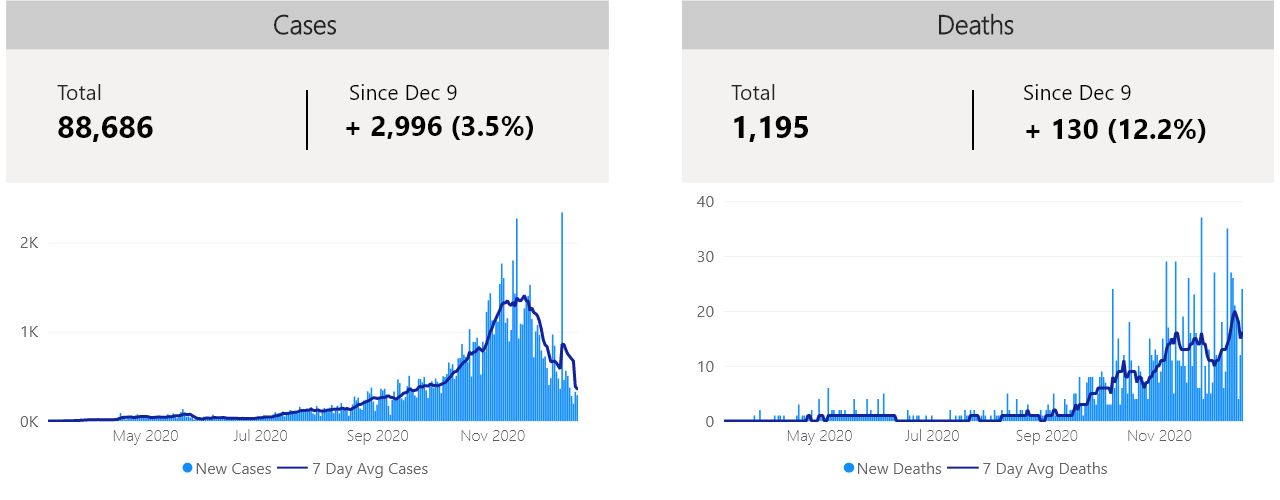 Cases
Total
88,686
Since Dec 9
+ 2,996 (3.5%)
2K
1K
0K
May 2020 Jul 2020 Sep 2020 Nov 2020
New Cases 7 Day Avg Cases
Deaths
Total
1,195
Since Dec 9
+ 130 (12.2%)
40
30
20
10
0
May 2020 Jul 2020 Sep 2020 Nov 2020
New Deaths 7 Day Avg Deaths